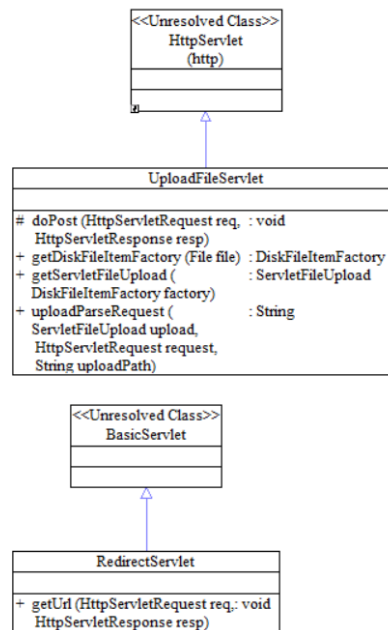 <<Unresolved Class>>
HttpServlet
(http)
UploadFileServlet
# doPost (HttpServletRequest req, : void
HttpServletResponse resp)
+ getDiskFileItemFactory (File file) : DiskFileItemFactory
+ getServletFileUpload ( : ServletFileUpload
DiskFileItemFactory factory)
+ uploadParseRequest ( : String
ServletFileUpload upload,
HttpServletRequest request,
String uploadPath)
<<Unresolved Class>>
BasicServlet
RedirectServlet
+ getUrl (HttpServletRequest req,: void
HttpServletResponse resp)